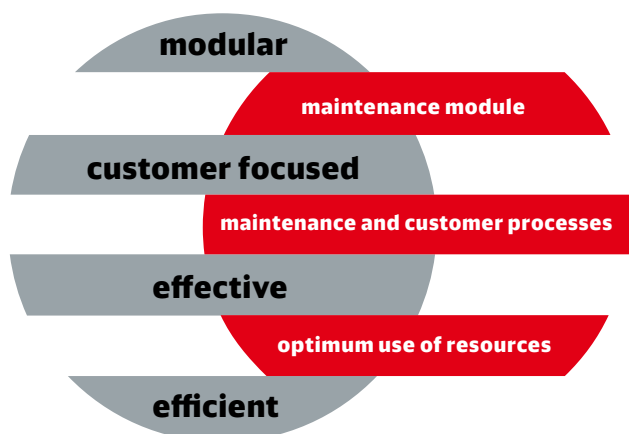 modular
maintenance module
customer focused
maintenance and customer processes
effective
optimum use of resources
efficient